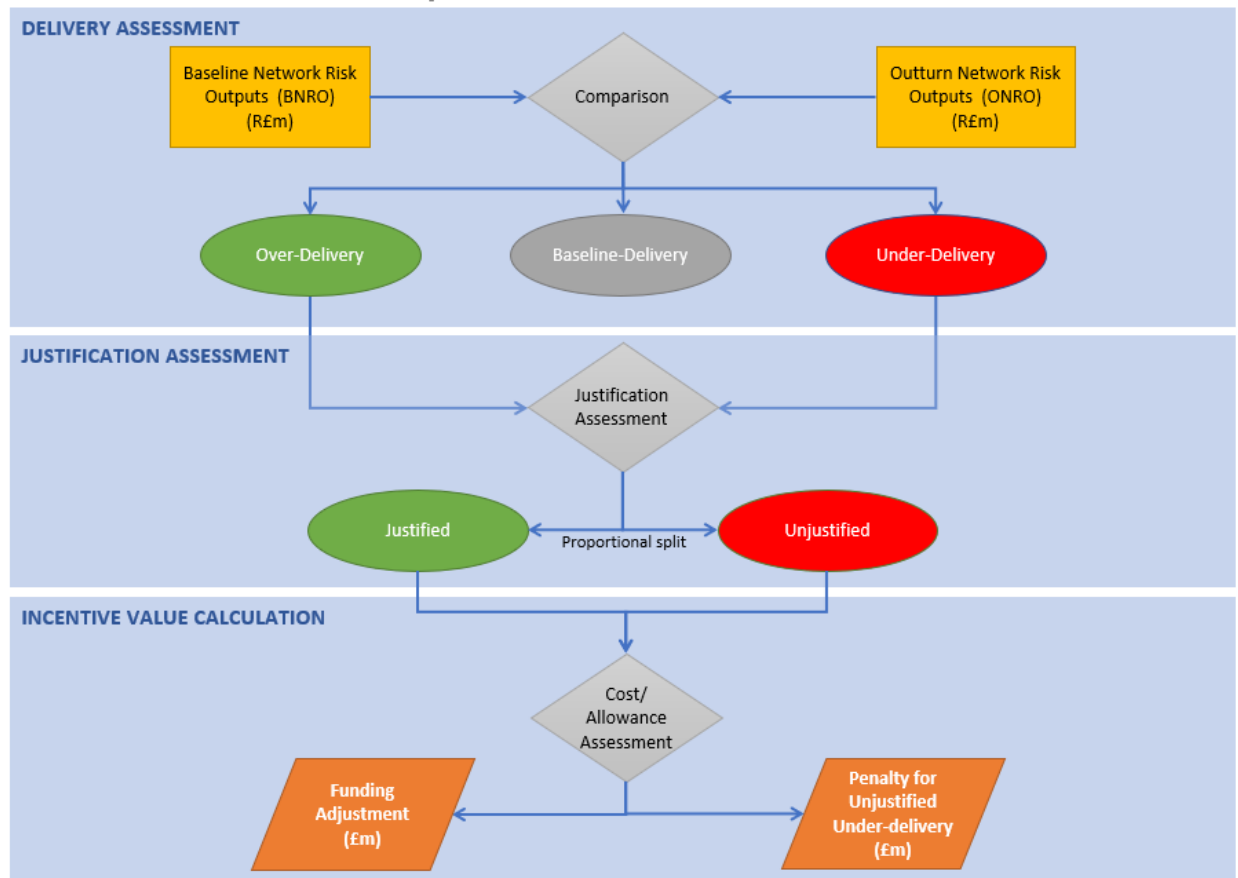 DELIVERY ASSESSMENT
Baseline Network Risk
Outputs (BNRO)
(R£m)
Comparison
Outturn Network Risk
Outputs (ONRO)
(R£m)
Over-Delivery
Baseline-Delivery
Under-Delivery
JUSTIFICATION ASSESSMENT
Justification
Assessment
Justified
Proportional split
Unjustified
INCENTIVE VALUE CALCULATION
Cost/
Allowance
Assessment
Funding
Adjustment
(£m)
Penalty for
Unjustified
Under-delivery
(£m)